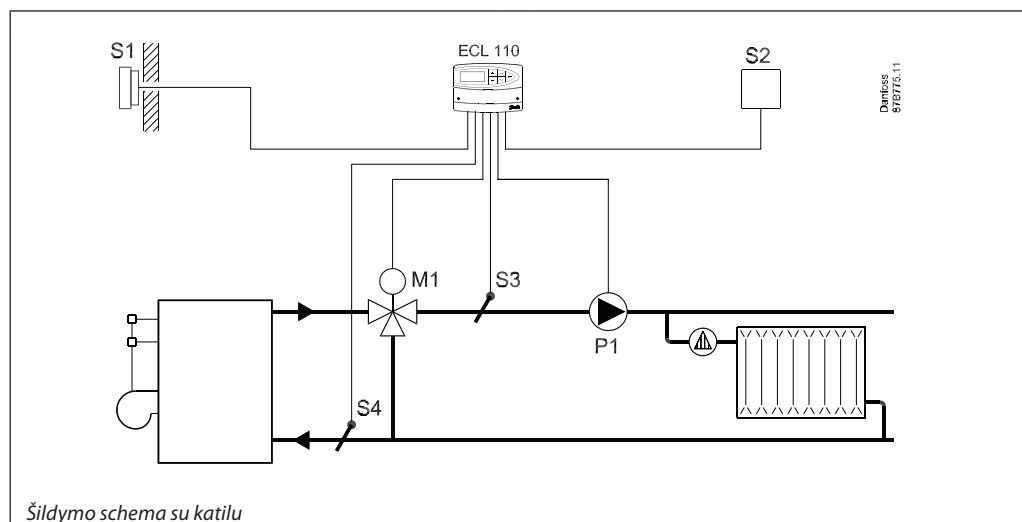 S1
ECL 110
S2
Danfoss
87B775.11
M1
S3
P1
S4
Šildymo schema su katilu